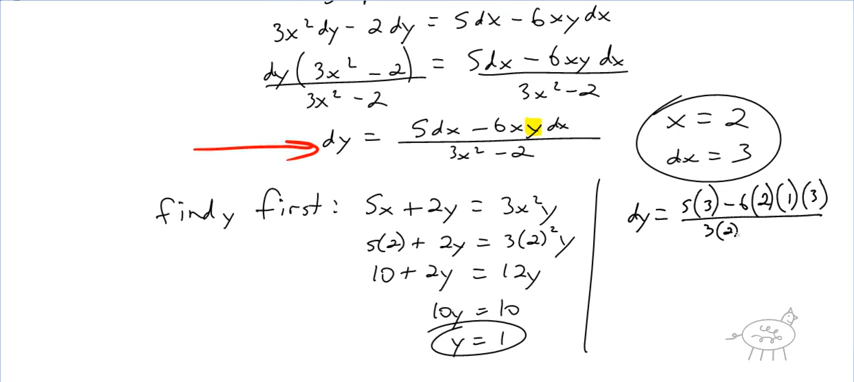 3x²dy - 2dy = 5dx - 6xydx
dy(3x² - 2) / 3x² - 2 = 5dx - 6xy dx / 3x² - 2
dy = 5dx - 6xydx / 3x² - 2
x = 2
dx = 3
find y first: 5x + 2y = 3x²y
5(2) + 2y = 3(2)²y
10 + 2y = 12y
10y = 10
y = 1
dy = 5(3) - 6(2)(1)(3) / 3(2)